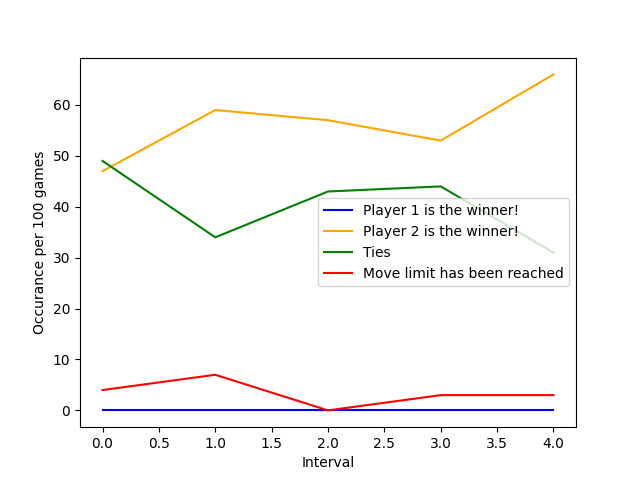 60
50
40
30
20
10
0
Occurance per 100 games
Player 1 is the winner!
Player 2 is the winner!
Ties
Move limit has been reached
0.0 0.5 1.0 1.5 2.0 2.5 3.0 3.5 4.0
Interval